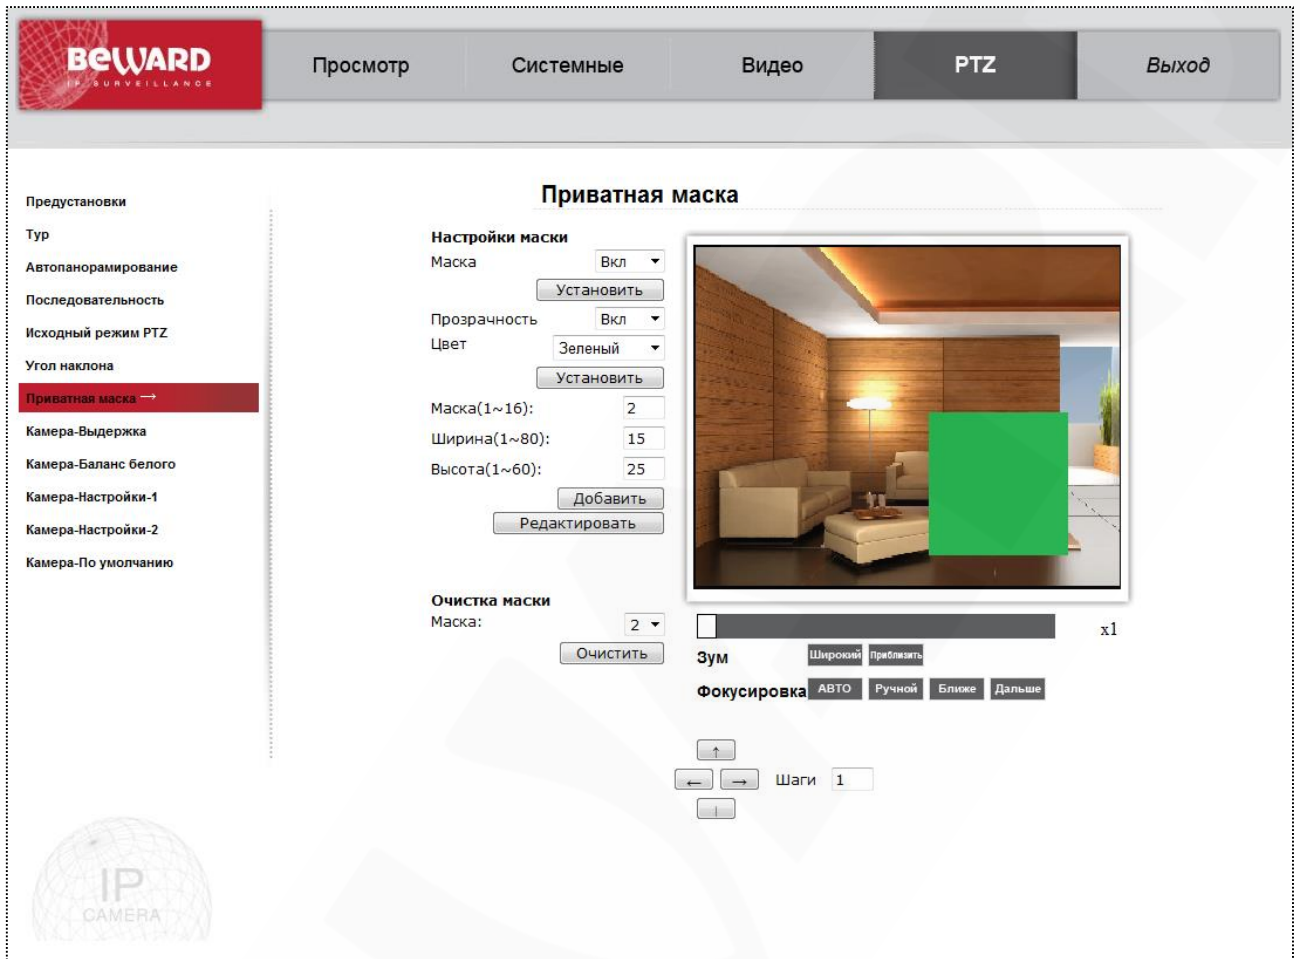 BEWARD
IP SURVEILLANCE
Просмотр
Системные
Видео
PTZ
Выход
Предустановки
Тур
Автопанорамирование
Последовательность
Исходный режим PTZ
Угол наклона
Приватная маска →
Камера-Выдержка
Камера-Баланс белого
Камера-Настройки-1
Камера-Настройки-2
Камера-По умолчанию
Приватная маска
Настройки маски
Маска Вкл
Установить
Прозрачность Вкл
Цвет Зеленый
Установить
Маска(1~16): 2
Ширина(1~80): 15
Высота(1~60): 25
Добавить
Редактировать
Очистка маски
Маска: 2
Очистить
x1
Зум Широкий Приблизить
Фокусировка АВТО Ручной Ближе Дальше
↑
← → Шаги 1
IP
CAMERA